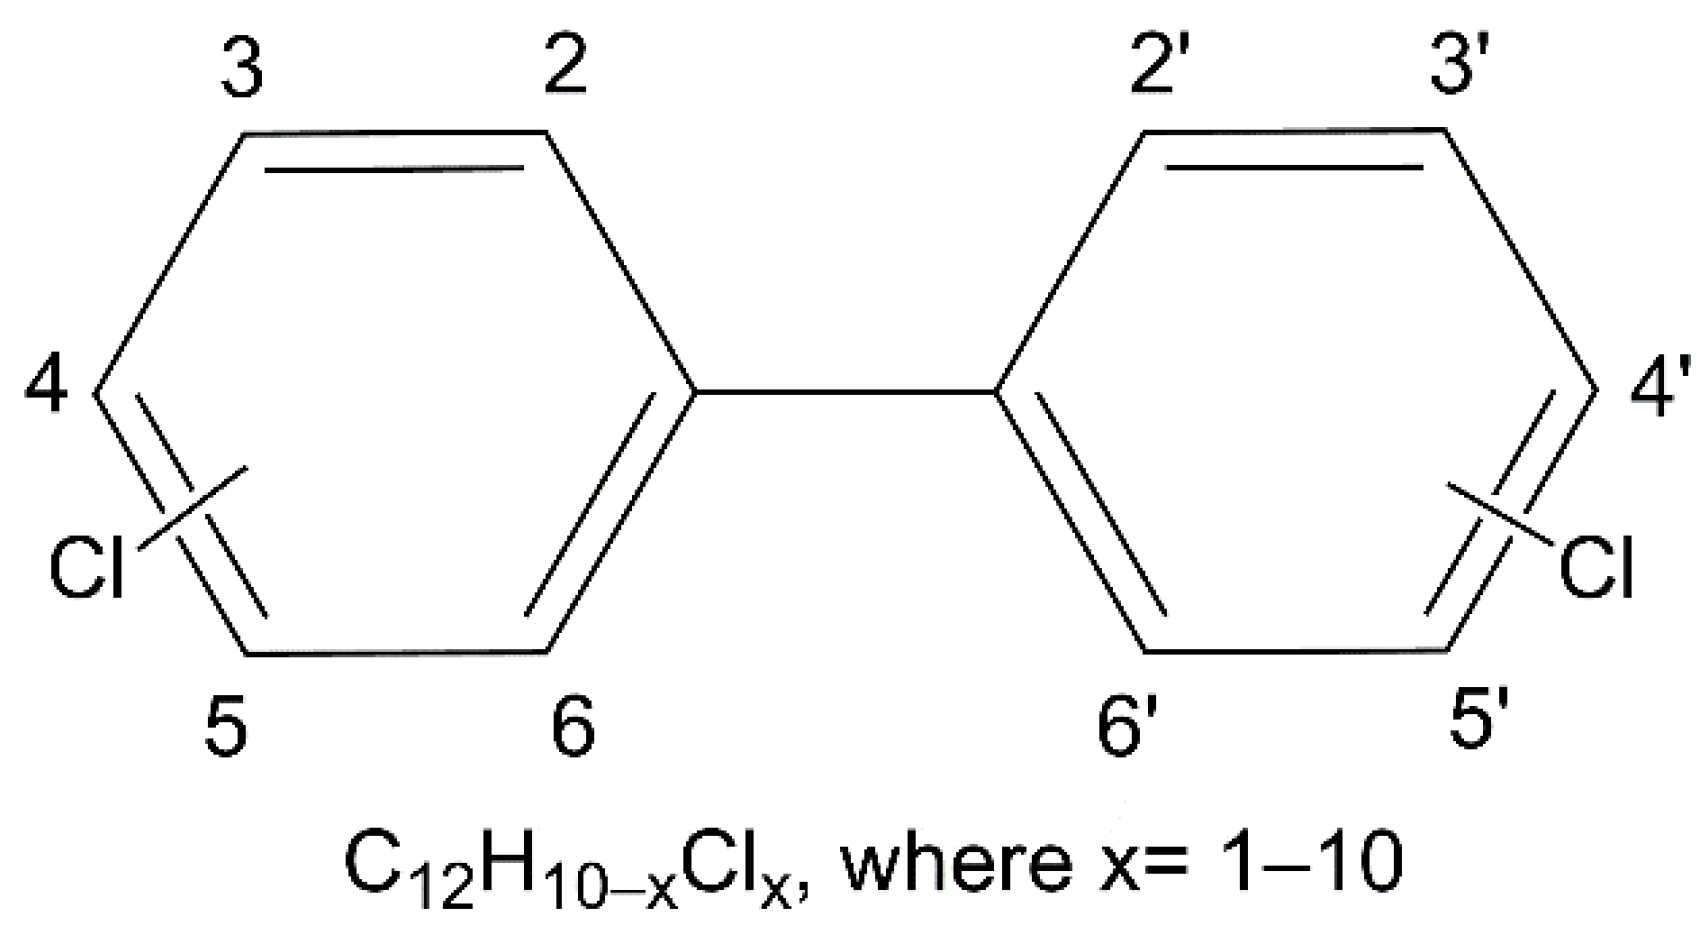 3 2 2' 3'
4 4'
Cl Cl
5 6 6' 5'
C₁₂H₁₀₋ₓClₓ, where x= 1–10